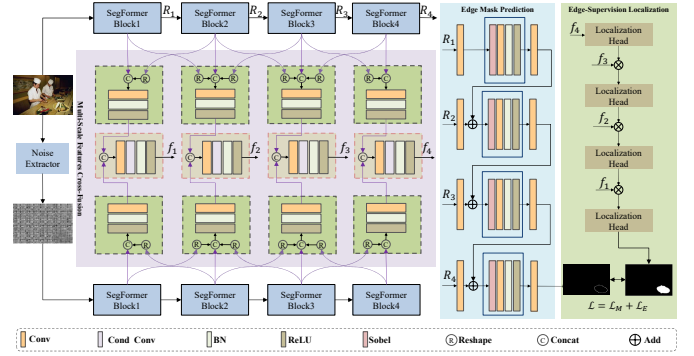 SegFormer
Block1
R1
SegFormer
Block2
R2
SegFormer
Block3
R3
SegFormer
Block4
R4
Edge Mask Prediction
Edge-Supervision Localization
Noise
Extractor
Multi-Scale Features Cross-Fusion
C
R
R
C
R
R
C
R
R
C
C
f1
C
f2
C
f3
C
f4
C
R
R
C
R
R
C
R
R
C
SegFormer
Block1
SegFormer
Block2
SegFormer
Block3
SegFormer
Block4
R1
R2
R3
R4
f4
Localization
Head
f3
Localization
Head
f2
Localization
Head
f1
Localization
Head
ℒ = ℒM + ℒE
Conv
Cond_Conv
BN
ReLU
Sobel
R Reshape
C Concat
Add